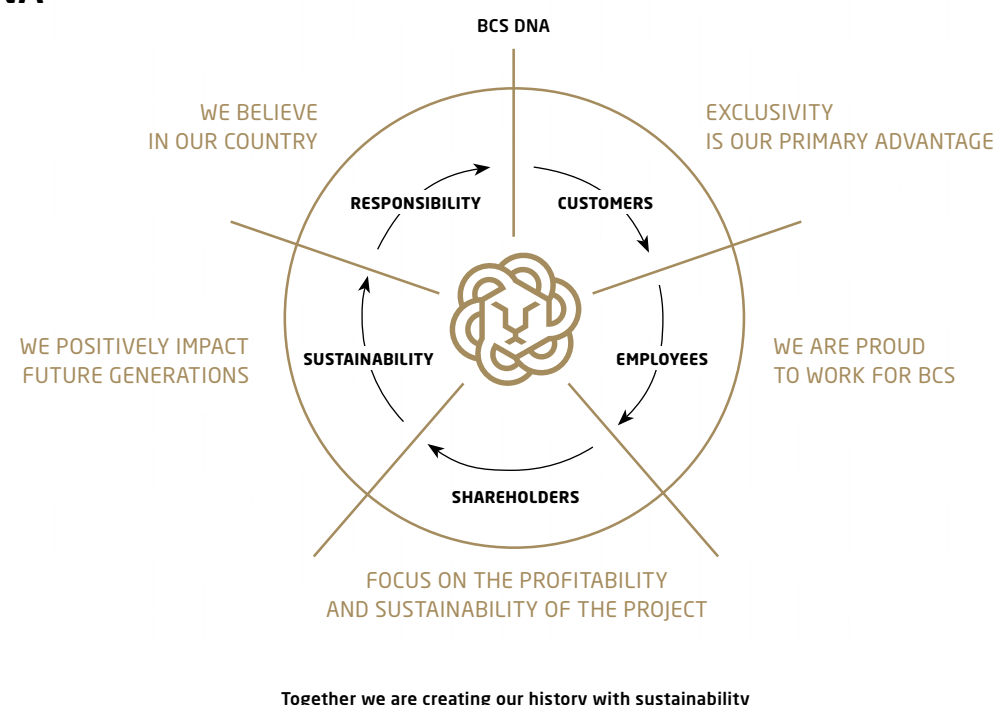 BCS DNA
WE BELIEVE
IN OUR COUNTRY
EXCLUSIVITY
IS OUR PRIMARY ADVANTAGE
RESPONSIBILITY
CUSTOMERS
WE POSITIVELY IMPACT
FUTURE GENERATIONS
SUSTAINABILITY
EMPLOYEES
WE ARE PROUD
TO WORK FOR BCS
SHAREHOLDERS
FOCUS ON THE PROFITABILITY
AND SUSTAINABILITY OF THE PROJECT
Together we are creating our history with sustainability